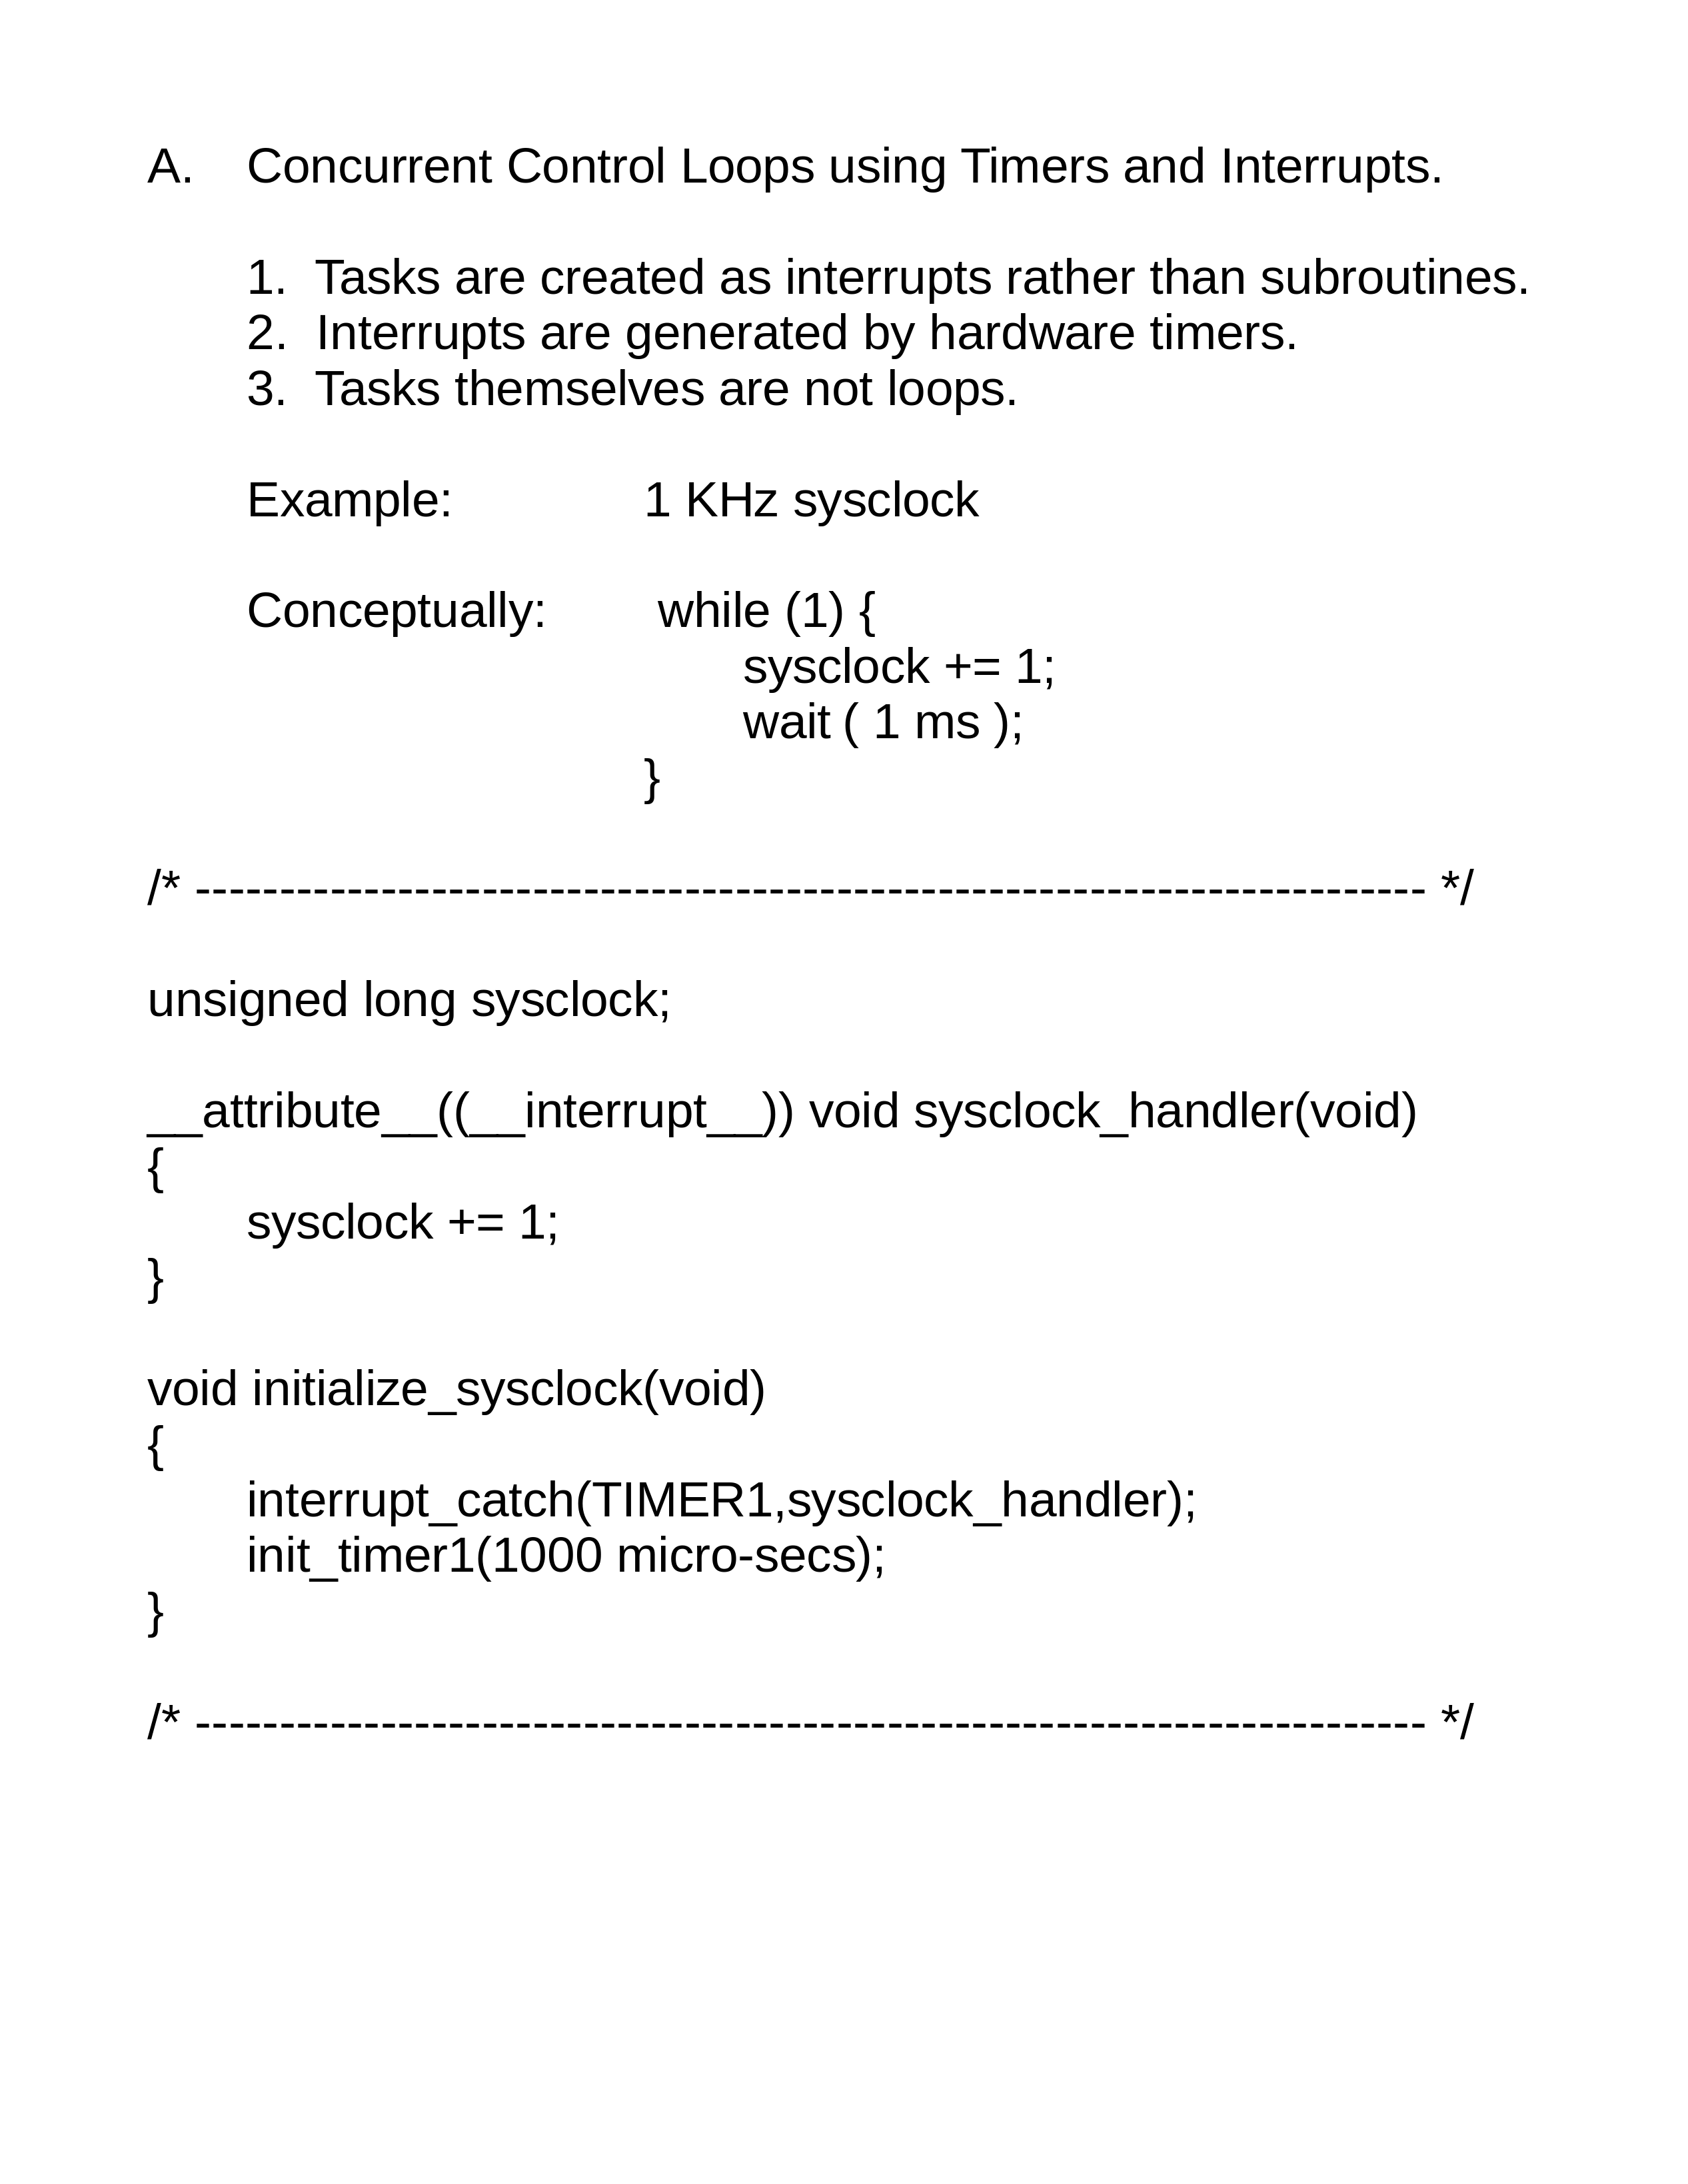 A. Concurrent Control Loops using Timers and Interrupts.
1. Tasks are created as interrupts rather than subroutines.
2. Interrupts are generated by hardware timers.
3. Tasks themselves are not loops.
Example: 1 KHz sysclock
Conceptually: while (1) {
sysclock += 1;
wait ( 1 ms );
}
/* ------------------------------------------------------------------------- */
unsigned long sysclock;
__attribute__((__interrupt__)) void sysclock_handler(void)
{
sysclock += 1;
}
void initialize_sysclock(void)
{
interrupt_catch(TIMER1,sysclock_handler);
init_timer1(1000 micro-secs);
}
/* ------------------------------------------------------------------------- */